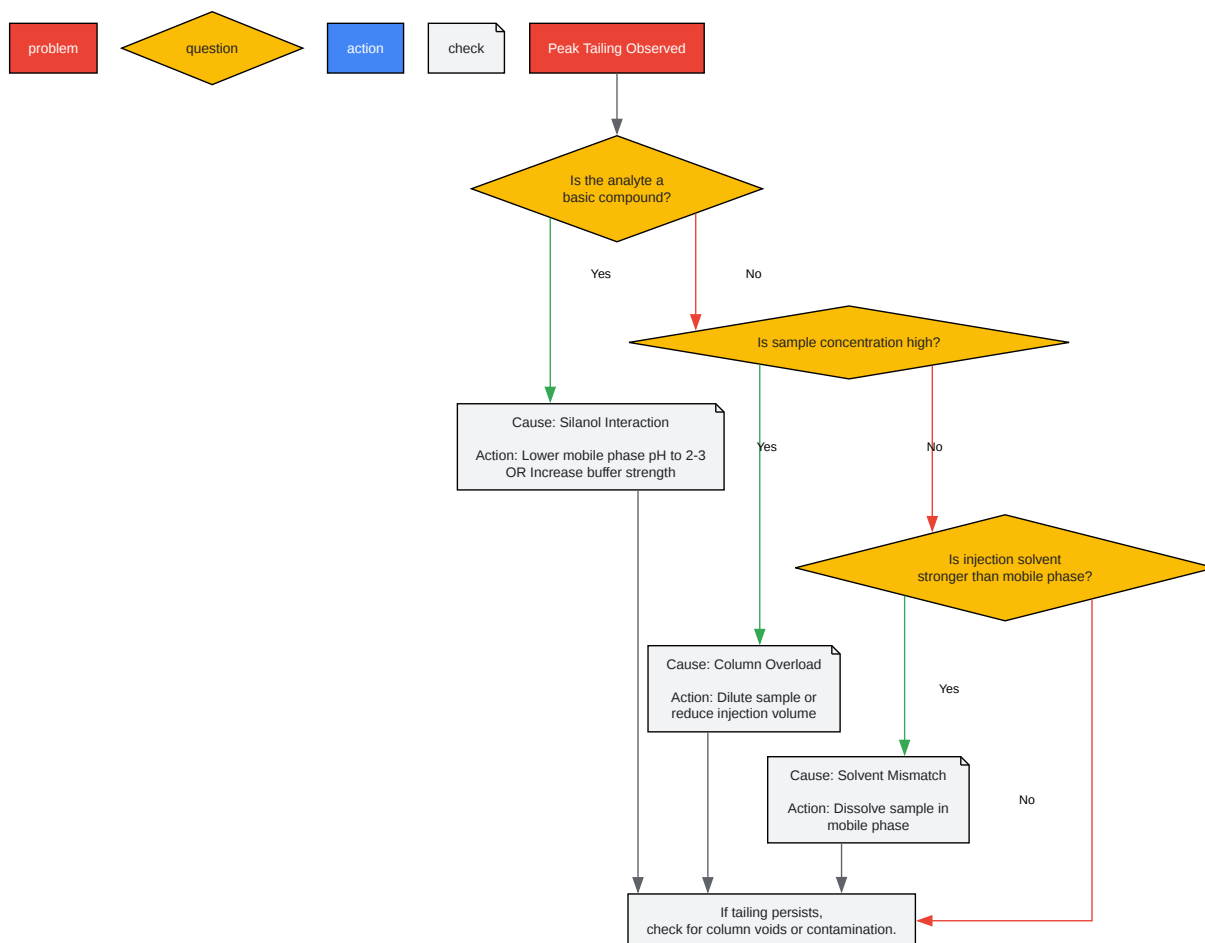 problem
question
action
check
Peak Tailing Observed
Is the analyte a
basic compound?
Yes
No
Is sample concentration high?
Cause: Silanol Interaction
Action: Lower mobile phase pH to 2-3
OR Increase buffer strength
Yes
No
Is injection solvent
stronger than mobile phase?
Cause: Column Overload
Action: Dilute sample or
reduce injection volume
Yes
Cause: Solvent Mismatch
Action: Dissolve sample in
mobile phase
No
If tailing persists,
check for column voids or contamination.